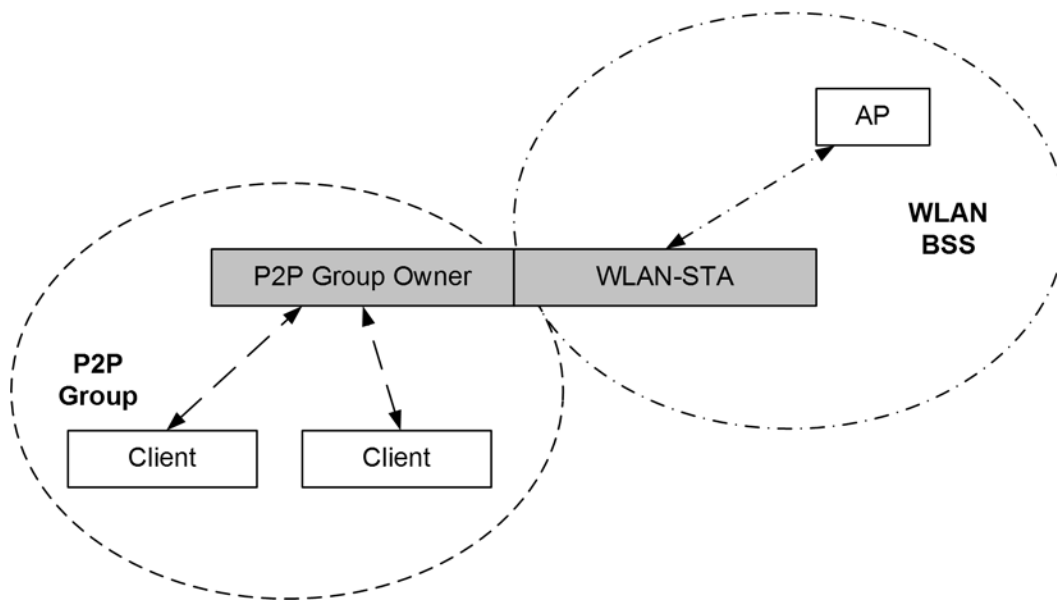 AP
WLAN
BSS
P2P Group Owner
WLAN-STA
P2P
Group
Client
Client